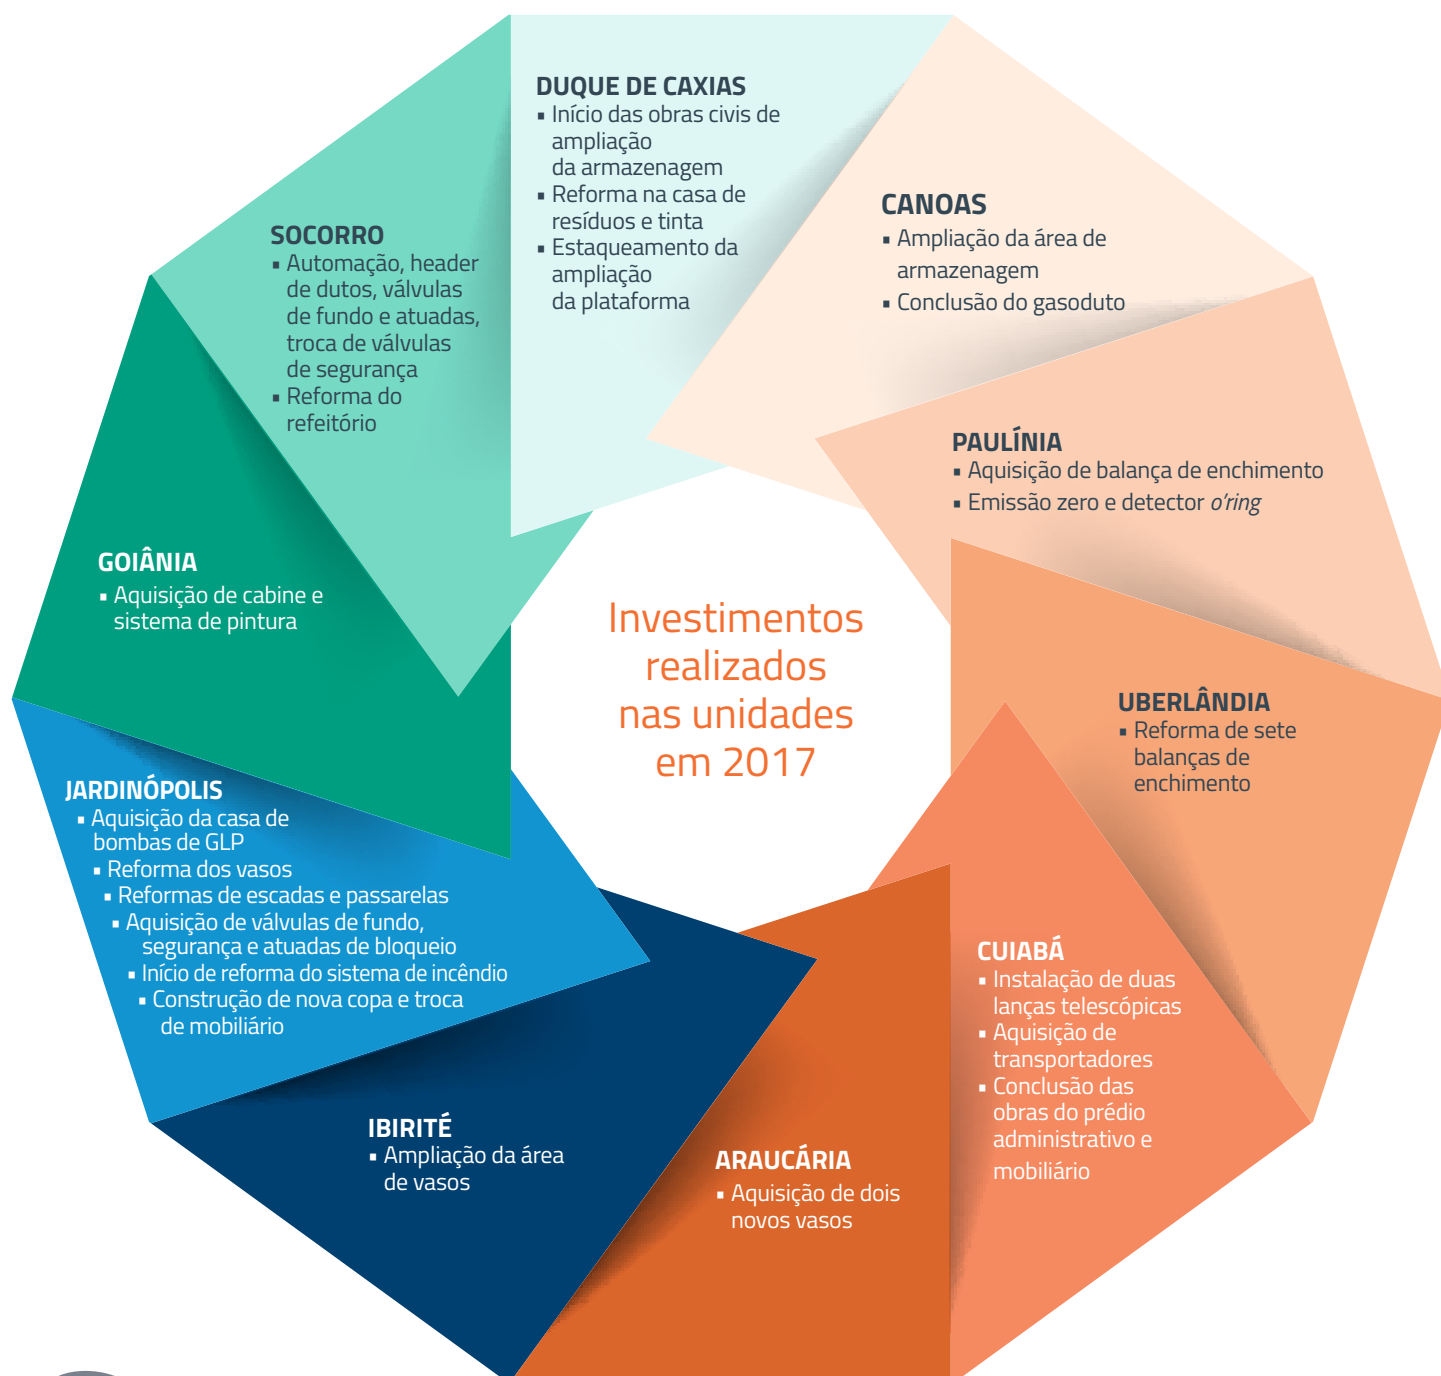 DUQUE DE CAXIAS
▪ Início das obras civis de
ampliação
da armazenagem
▪ Reforma na casa de
resíduos e tinta
▪ Estaqueamento da
ampliação
da plataforma
CANOAS
▪ Ampliação da área de
armazenagem
▪ Conclusão do gasoduto
PAULÍNIA
▪ Aquisição de balança de enchimento
▪ Emissão zero e detector o’ring
UBERLÂNDIA
▪ Reforma de sete
balanças de
enchimento
CUIABÁ
▪ Instalação de duas
lanças telescópicas
▪ Aquisição de
transportadores
▪ Conclusão das
obras do prédio
administrativo e
mobiliário
ARAUCÁRIA
▪ Aquisição de dois
novos vasos
IBIRITÉ
▪ Ampliação da área
de vasos
JARDINÓPOLIS
▪ Aquisição da casa de
bombas de GLP
▪ Reforma dos vasos
▪ Reformas de escadas e passarelas
▪ Aquisição de válvulas de fundo,
segurança e atuadas de bloqueio
▪ Início de reforma do sistema de incêndio
▪ Construção de nova copa e troca
de mobiliário
GOIÂNIA
▪ Aquisição de cabine e
sistema de pintura
SOCORRO
▪ Automação, header
de dutos, válvulas
de fundo e atuadas,
troca de válvulas
de segurança
▪ Reforma do
refeitório
Investimentos
realizados
nas unidades
em 2017